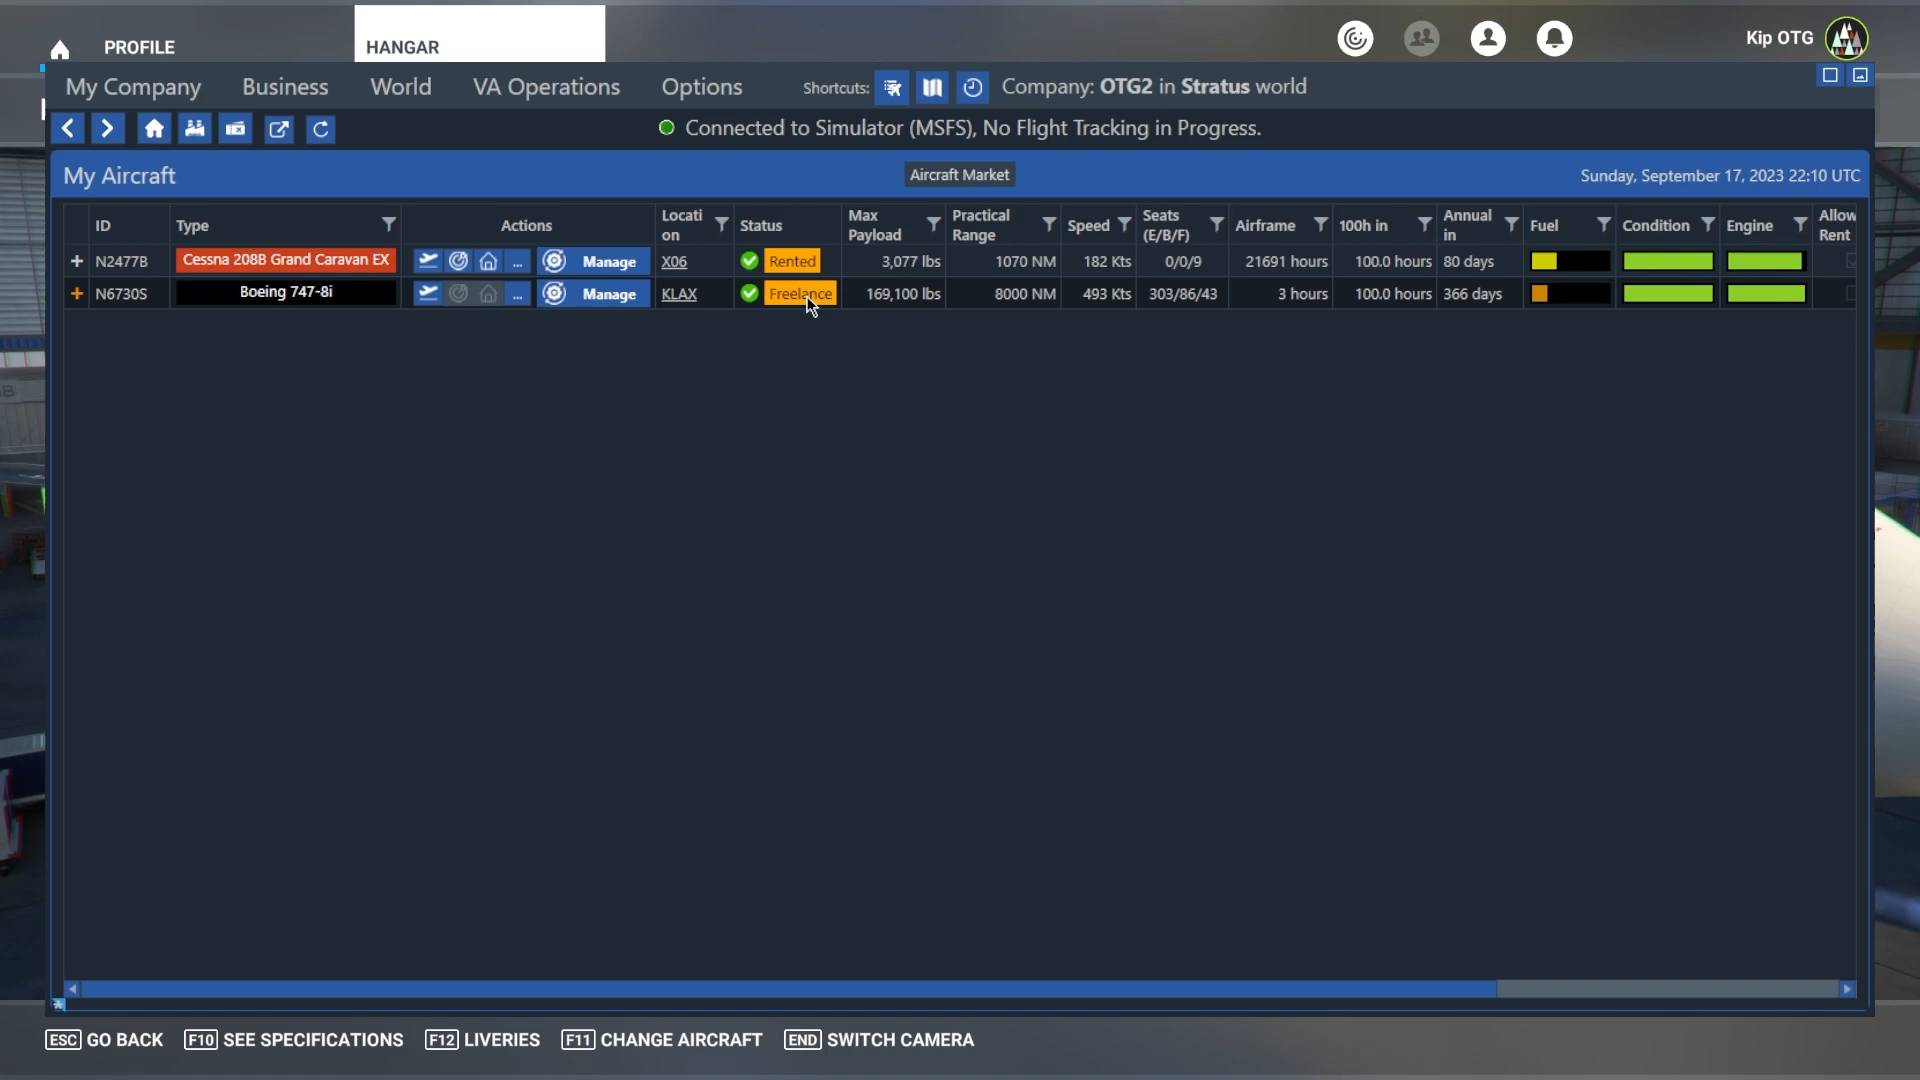 PROFILE
HANGAR
Kip OTG
My Company
Business
World
VA Operations
Options
Shortcuts:
Company: OTG2 in Stratus world
Connected to Simulator (MSFS), No Flight Tracking in Progress.
My Aircraft
Aircraft Market
Sunday, September 17, 2023 22:10 UTC
ID
Type
Actions
Locati
on
Status
Max
Payload
Practical
Range
Speed
Seats
(E/B/F)
Airframe
100h in
Annual
in
Fuel
Condition
Engine
Allow
Rent
+ N2477B Cessna 208B Grand Caravan EX ... Manage X06 Rented 3,077 lbs 1070 NM 182 Kts 0/0/9 21691 hours 100.0 hours 80 days
+ N6730S Boeing 747-8i ... Manage KLAX Freelance 169,100 lbs 8000 NM 493 Kts 303/86/43 3 hours 100.0 hours 366 days
ESC GO BACK F10 SEE SPECIFICATIONS F12 LIVERIES F11 CHANGE AIRCRAFT END SWITCH CAMERA